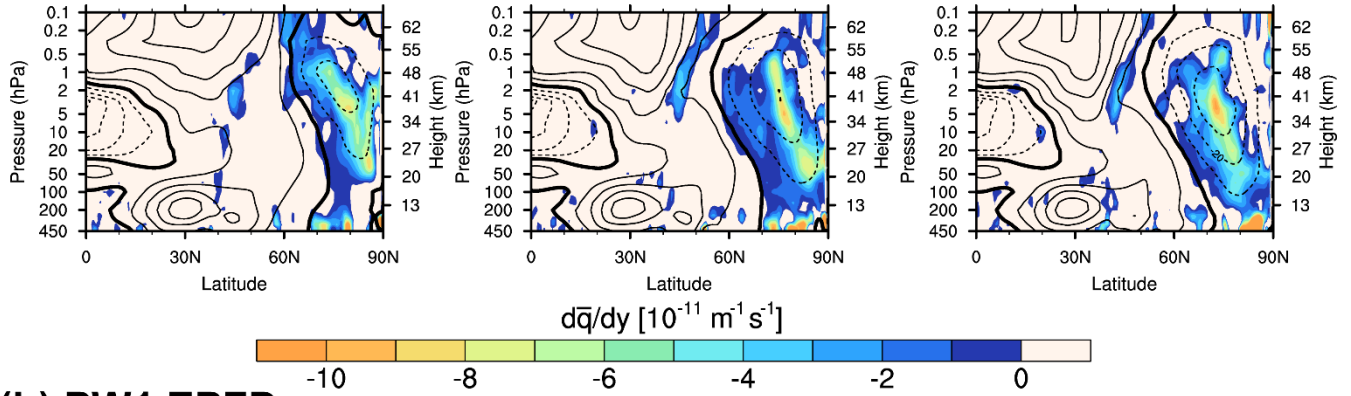 0.1 0.2 0.5 1 2 5 10 20 50 100 200 450
Pressure (hPa)
62 55 48 41 34 27 20 13
Height (km)
0 30N 60N 90N
Latitude
0.1 0.2 0.5 1 2 5 10 20 50 100 200 450
Pressure (hPa)
62 55 48 41 34 27 20 13
Height (km)
0 30N 60N 90N
Latitude
0.1 0.2 0.5 1 2 5 10 20 50 100 200 450
Pressure (hPa)
-20
62 55 48 41 34 27 20 13
Height (km)
0 30N 60N 90N
Latitude
dq̅/dy [10⁻¹¹ m⁻¹s⁻¹]
-10 -8 -6 -4 -2 0